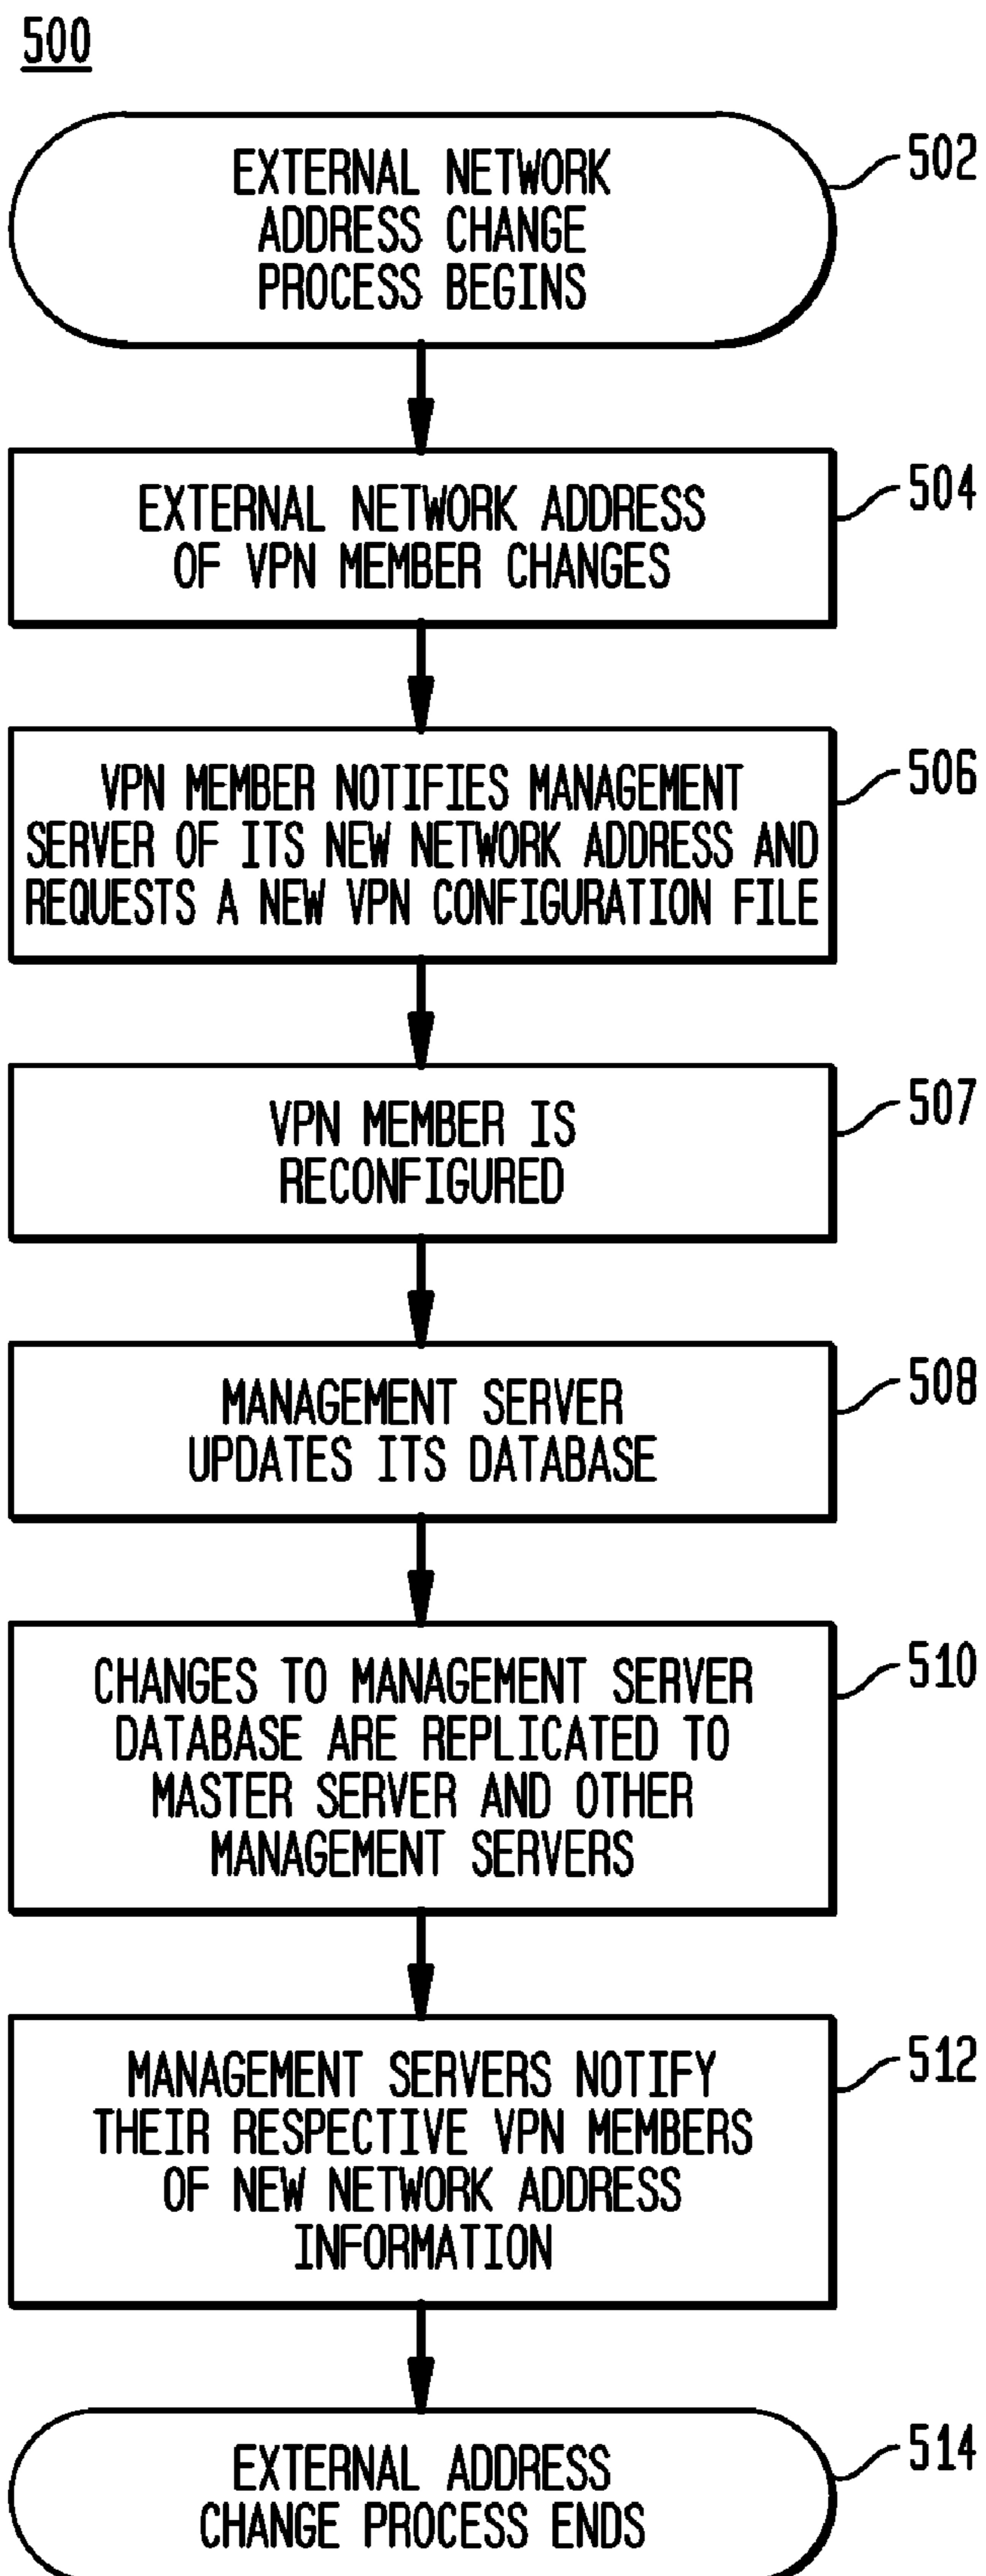 500
EXTERNAL NETWORK
ADDRESS CHANGE
PROCESS BEGINS
502
EXTERNAL NETWORK ADDRESS
OF VPN MEMBER CHANGES
504
VPN MEMBER NOTIFIES MANAGEMENT
SERVER OF ITS NEW NETWORK ADDRESS AND
REQUESTS A NEW VPN CONFIGURATION FILE
506
VPN MEMBER IS
RECONFIGURED
507
MANAGEMENT SERVER
UPDATES ITS DATABASE
508
CHANGES TO MANAGEMENT SERVER
DATABASE ARE REPLICATED TO
MASTER SERVER AND OTHER
MANAGEMENT SERVERS
510
MANAGEMENT SERVERS NOTIFY
THEIR RESPECTIVE VPN MEMBERS
OF NEW NETWORK ADDRESS
INFORMATION
512
EXTERNAL ADDRESS
CHANGE PROCESS ENDS
514